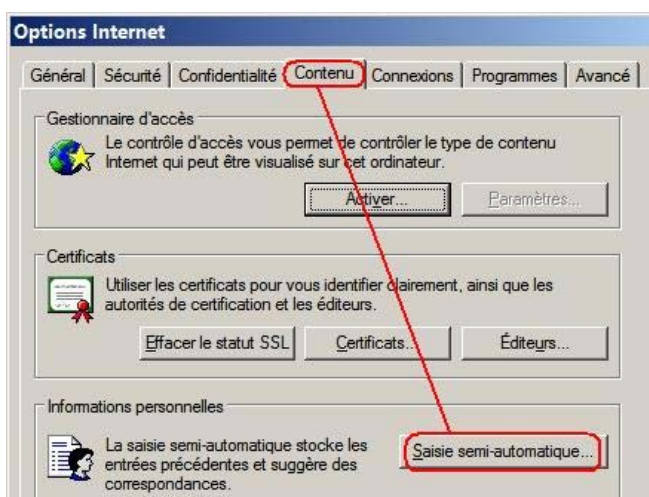 Options Internet
Général Sécurité Confidentialité Contenu Connexions Programmes Avancé
Gestionnaire d'accès
Le contrôle d'accès vous permet de contrôler le type de contenu
Internet qui peut être visualisé sur cet ordinateur.
Activer... Paramètres...
Certificats
Utiliser les certificats pour vous identifier clairement, ainsi que les
autorités de certification et les éditeurs.
Effacer le statut SSL Certificats... Éditeurs...
Informations personnelles
La saisie semi-automatique stocke les
entrées précédentes et suggère des
correspondances.
Saisie semi-automatique...